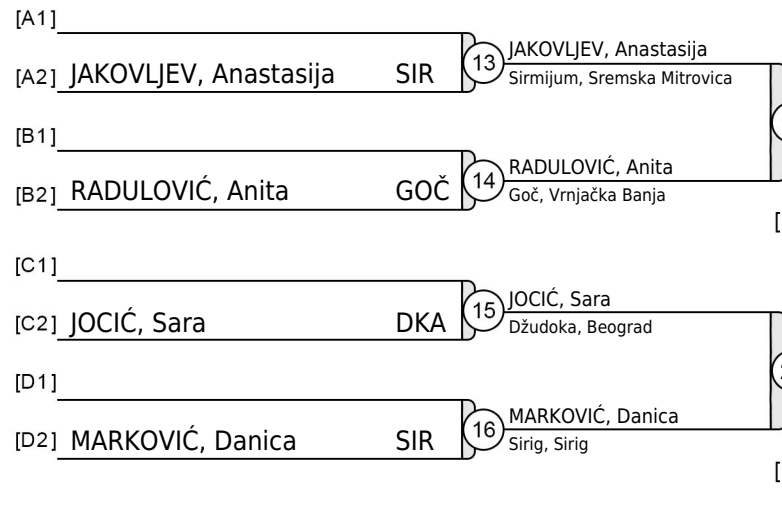 [A1]
[A2] JAKOVLJEV, Anastasija SIR
13
JAKOVLJEV, Anastasija
Sirmijum, Sremska Mitrovica
[B1]
[B2] RADULOVIĆ, Anita GOČ
14
RADULOVIĆ, Anita
Goč, Vrnjačka Banja
[
[C1]
[C2] JOCIĆ, Sara DKA
15
JOCIĆ, Sara
Džudoka, Beograd
[D1]
[D2] MARKOVIĆ, Danica SIR
16
MARKOVIĆ, Danica
Sirig, Sirig
[